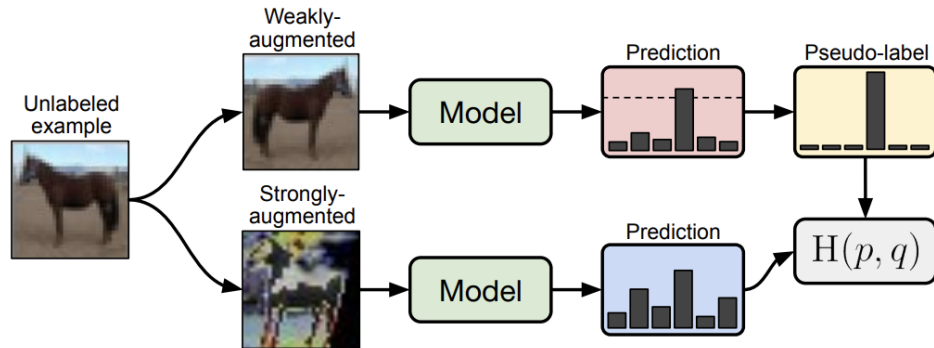 Weakly-
augmented
Prediction
Pseudo-label
Model
Unlabeled
example
Strongly-
augmented
Prediction
Model
H(p, q)